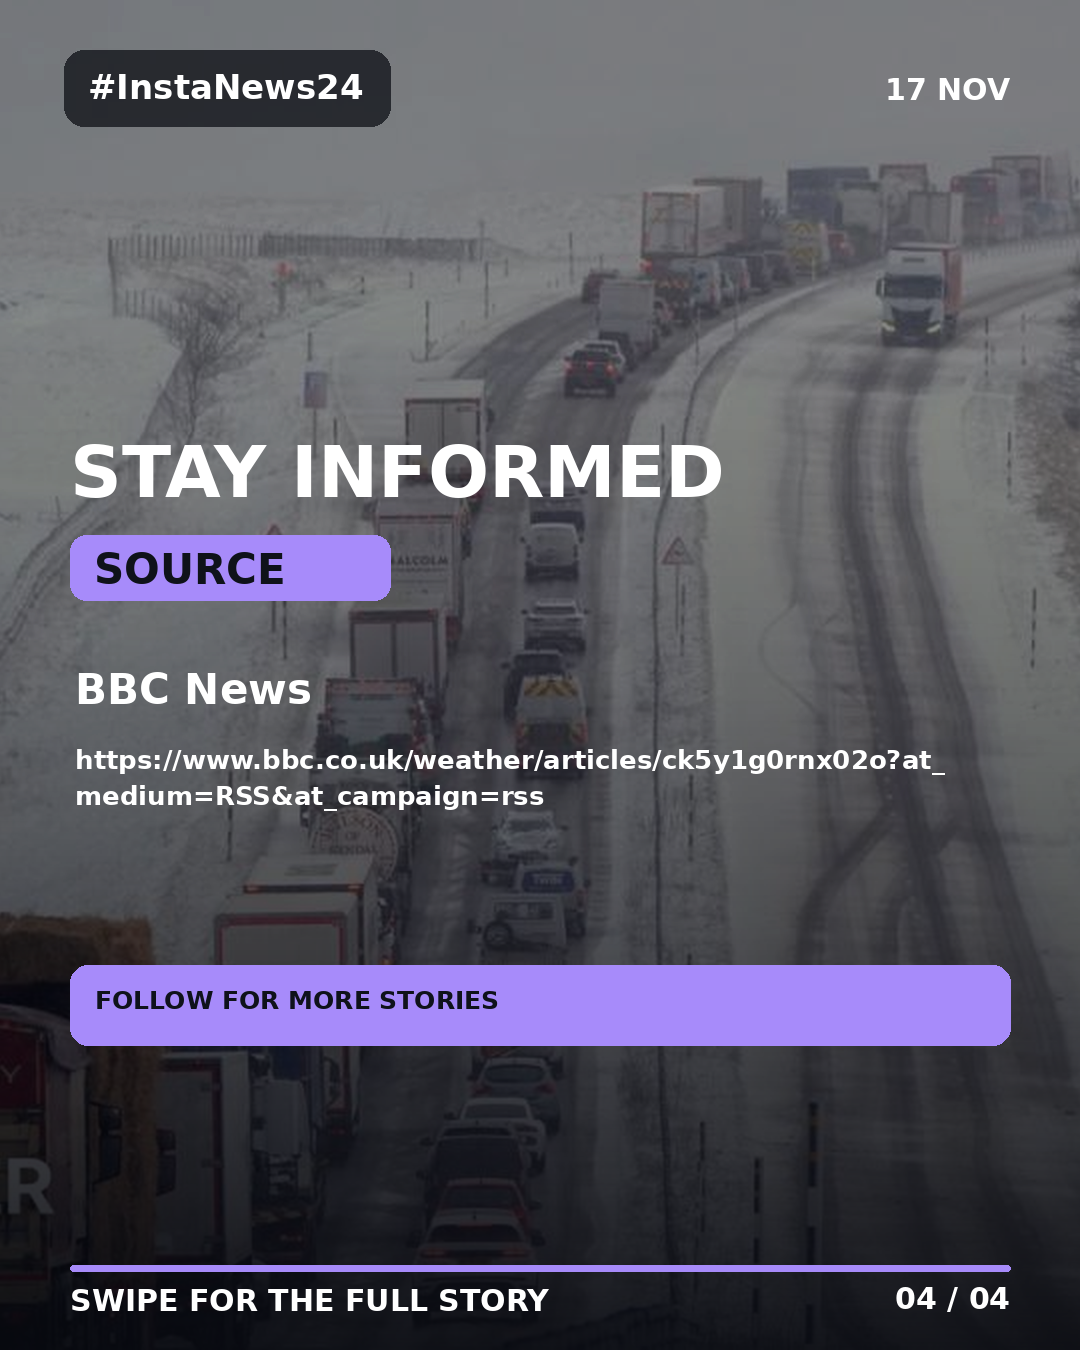 #InstaNews24
17 NOV
STAY INFORMED
SOURCE
BBC News
https://www.bbc.co.uk/weather/articles/ck5y1g0rnx02o?at_
medium=RSS&at_campaign=rss
FOLLOW FOR MORE STORIES
R
SWIPE FOR THE FULL STORY
04 / 04